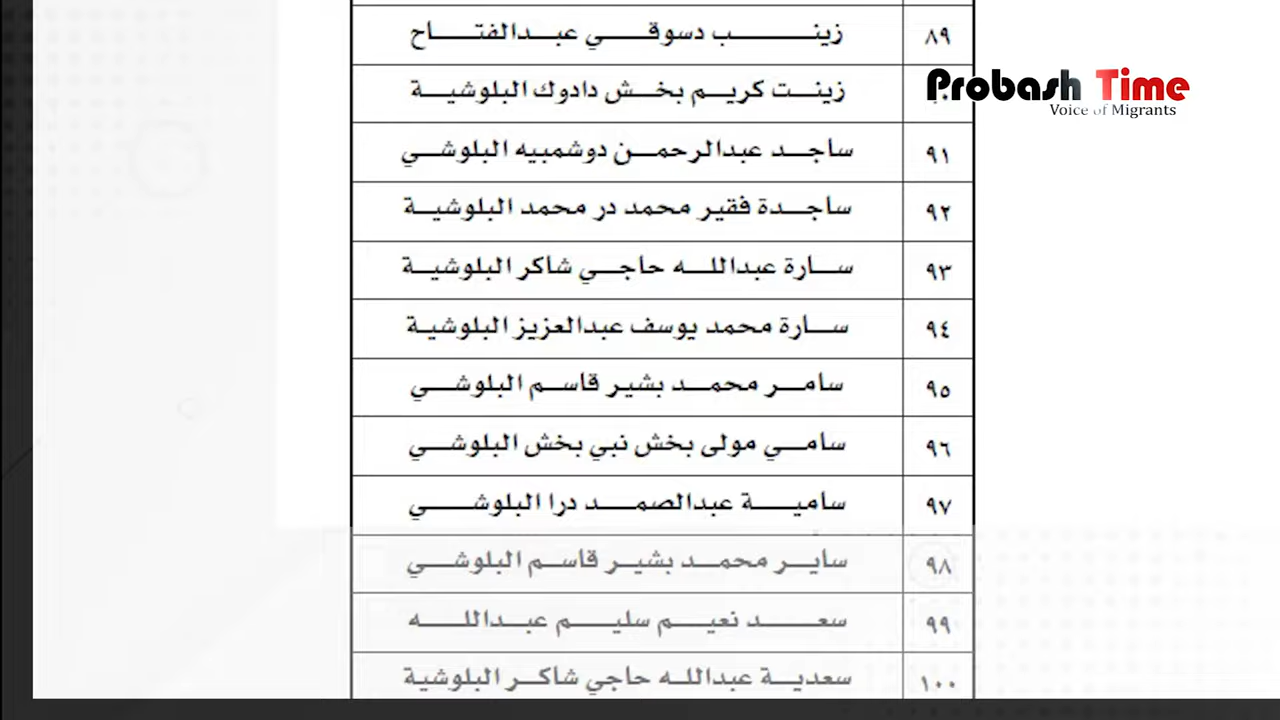 ٨٩ زينب دسوقي عبدالفتاح
Probash Time
Voice of Migrants
زينت كريم بخش دادوك البلوشية
٩١ ساجد عبدالرحمن دوشمبيه البلوشي
٩٢ ساجدة فقير محمد در محمد البلوشية
٩٣ سارة عبدالله حاجي شاكر البلوشية
٩٤ سارة محمد يوسف عبدالعزيز البلوشية
٩٥ سامر محمد بشير قاسم البلوشي
٩٦ سامي مولى بخش نبي بخش البلوشي
٩٧ سامية عبدالصمد درا البلوشي
٩٨ ساير محمد بشير قاسم البلوشي
٩٩ سعد نعيم سليم عبدالله
١٠٠ سعدية عبدالله حاجي شاكر البلوشية